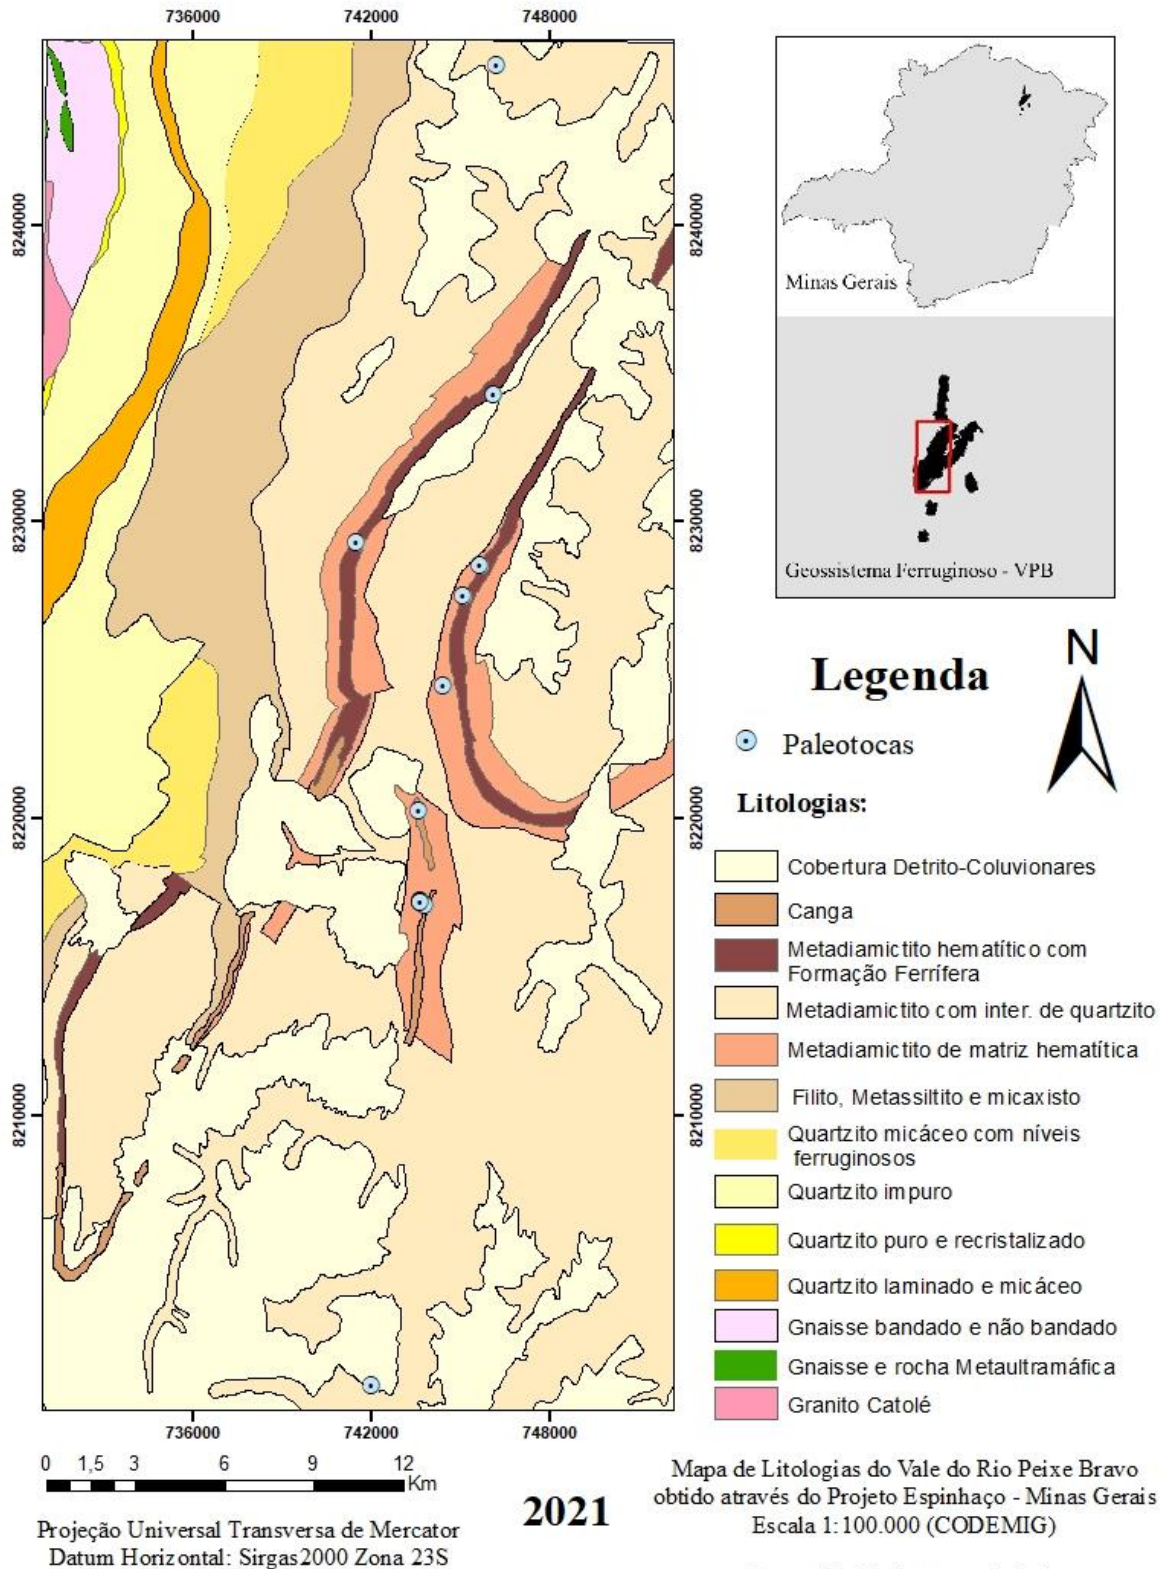 736000
742000
748000
8240000
8240000
8230000
8230000
8220000
8220000
8210000
8210000
736000
742000
748000
Minas Gerais
Geossistema Ferruginoso - VPB
N
Legenda
Paleotocas
Litologias:
Cobertura Detrito-Coluvionares
Canga
Metadiamictito hematítico com
Formação Ferrífera
Metadiamictito com inter. de quartzito
Metadiamictito de matriz hematítica
Filito, Metassiltito e micaxisto
Quartzito micáceo com níveis
ferruginosos
Quartzito impuro
Quartzito puro e recristalizado
Quartzito laminado e micáceo
Gnaisse bandado e não bandado
Gnaisse e rocha Metaultramáfica
Granito Catolé
0 1,5 3 6 9 12
Km
Projeção Universal Transversa de Mercator
Datum Horizontal: Sirgas2000 Zona 23S
2021
Mapa de Litologias do Vale do Rio Peixe Bravo
obtido através do Projeto Espinhaço - Minas Gerais
Escala 1:100.000 (CODEMIG)